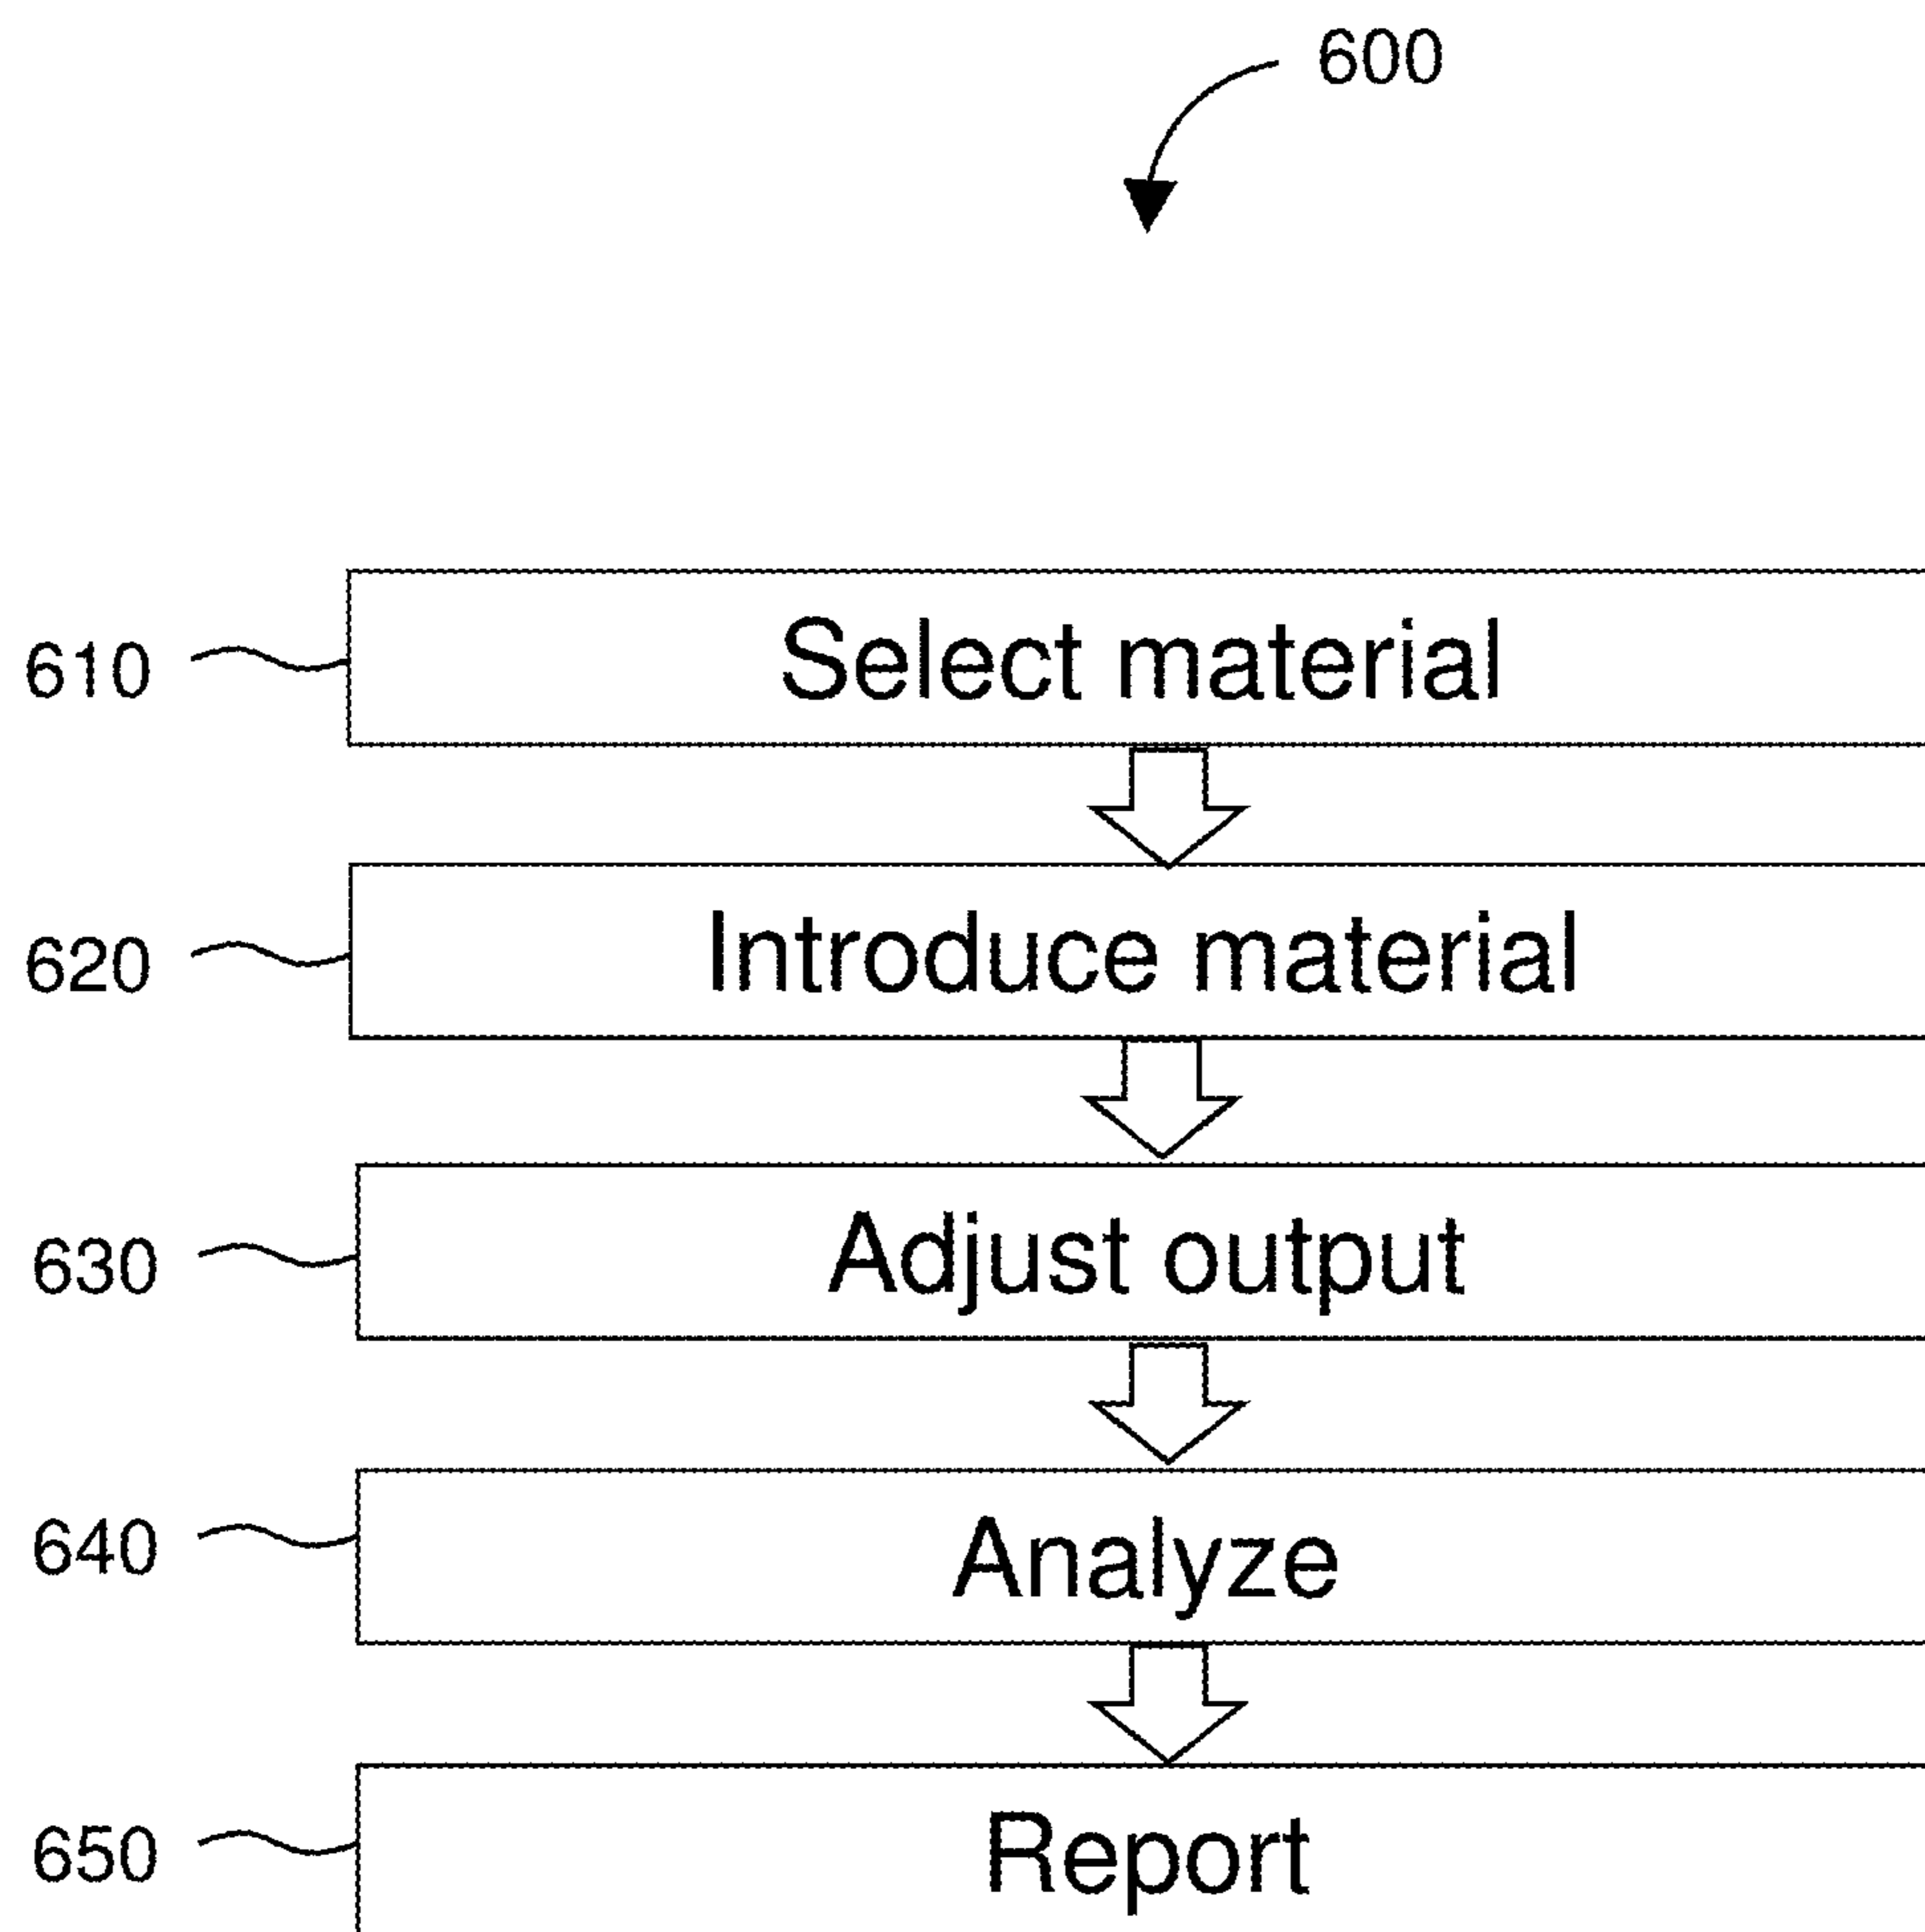 600
610 Select material
620 Introduce material
630 Adjust output
640 Analyze
650 Report